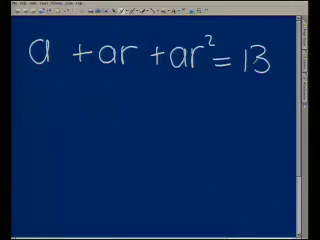 a + ar + ar² = 13